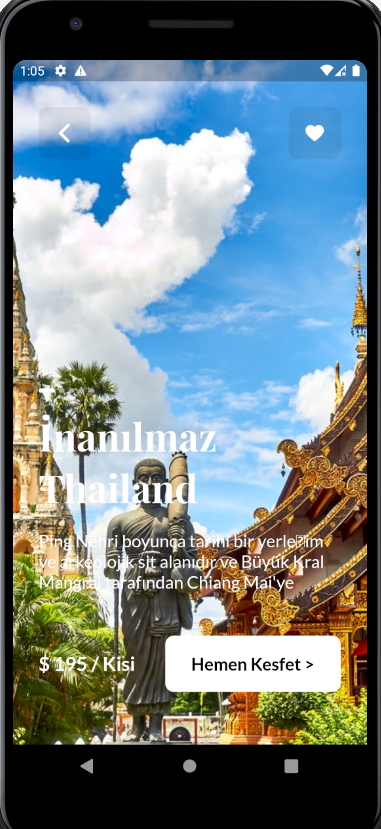 1:05
İnanılmaz
Thailand
Ping Nehri boyunca tarihi bir yerle?im
ve arkeolojik sit alanıdır ve Büyük Kral
Mangrai tarafından Chiang Mai'ye
$ 195 / Kisi
Hemen Kesfet >